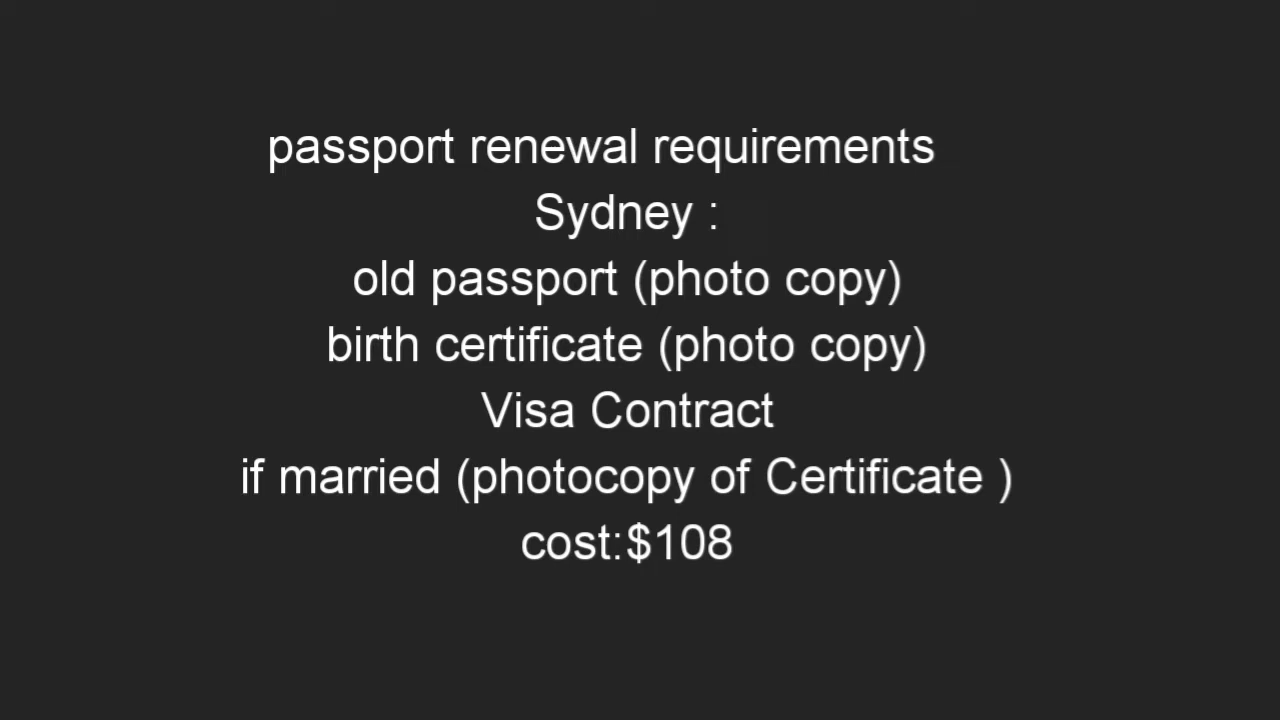 passport renewal requirements
Sydney :
old passport (photo copy)
birth certificate (photo copy)
Visa Contract
if married (photocopy of Certificate )
cost:$108